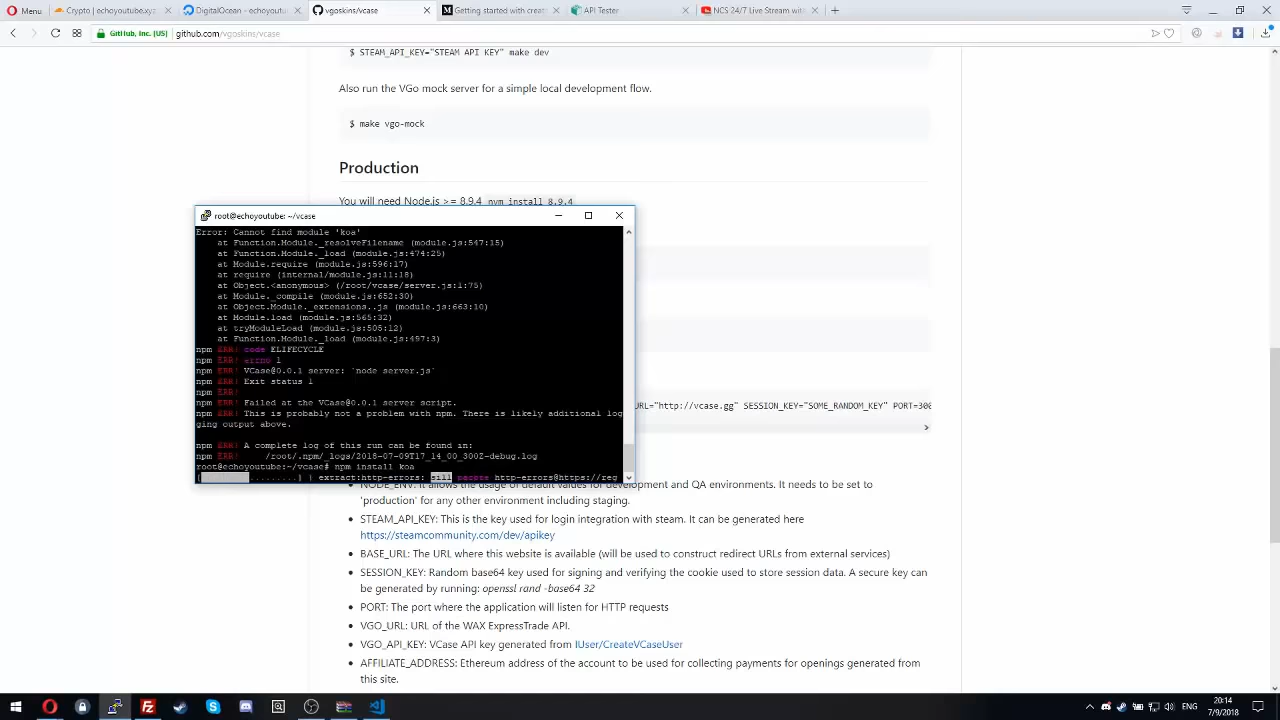 Menu
Crypto | echoyoutube.xyz
DigitalOcean - echoyoutub
vgoskins/vcase
Getting started with creat
API Tester
NCS 24/7 Live Stream with
GitHub, Inc. [US]
github.com/vgoskins/vcase
$ STEAM_API_KEY="STEAM API KEY" make dev
Also run the VGo mock server for a simple local development flow.
$ make vgo-mock
Production
You will need Node.js >= 8.9.4 nvm install 8.9.4
root@echoyoutube: ~/vcase
Error: Cannot find module 'koa'
at Function.Module._resolveFilename (module.js:547:15)
at Function.Module._load (module.js:474:25)
at Module.require (module.js:596:17)
at require (internal/module.js:11:18)
at Object.<anonymous> (/root/vcase/server.js:1:75)
at Module._compile (module.js:652:30)
at Object.Module._extensions..js (module.js:663:10)
at Module.load (module.js:565:32)
at tryModuleLoad (module.js:505:12)
at Function.Module._load (module.js:497:3)
npm ERR! code ELIFECYCLE
npm ERR! errno 1
npm ERR! VCase@0.0.1 server: `node server.js`
npm ERR! Exit status 1
npm ERR!
npm ERR! Failed at the VCase@0.0.1 server script.
npm ERR! This is probably not a problem with npm. There is likely additional log
ging output above.
npm ERR! A complete log of this run can be found in:
npm ERR!     /root/.npm/_logs/2018-07-09T17_14_00_300Z-debug.log
root@echoyoutube:~/vcase# npm install koa
[.........] | extract:http-errors: sill pacote http-errors@https://reg
URL="http://vcase.gg" SESSION_KEY="SOME_RANDOM_KEY" PORT=300
NODE_ENV: It allows the usage of default values for development and QA environments. It needs to be set to
'production' for any other environment including staging.
STEAM_API_KEY: This is the key used for login integration with steam. It can be generated here
https://steamcommunity.com/dev/apikey
BASE_URL: The URL where this website is available (will be used to construct redirect URLs from external services)
SESSION_KEY: Random base64 key used for signing and verifying the cookie used to store session data. A secure key can
be generated by running: openssl rand -base64 32
PORT: The port where the application will listen for HTTP requests
VGO_URL: URL of the WAX ExpressTrade API.
VGO_API_KEY: VCase API key generated from IUser/CreateVCaseUser
AFFILIATE_ADDRESS: Ethereum address of the account to be used for collecting payments for openings generated from
this site.
20:14
7/9/2018